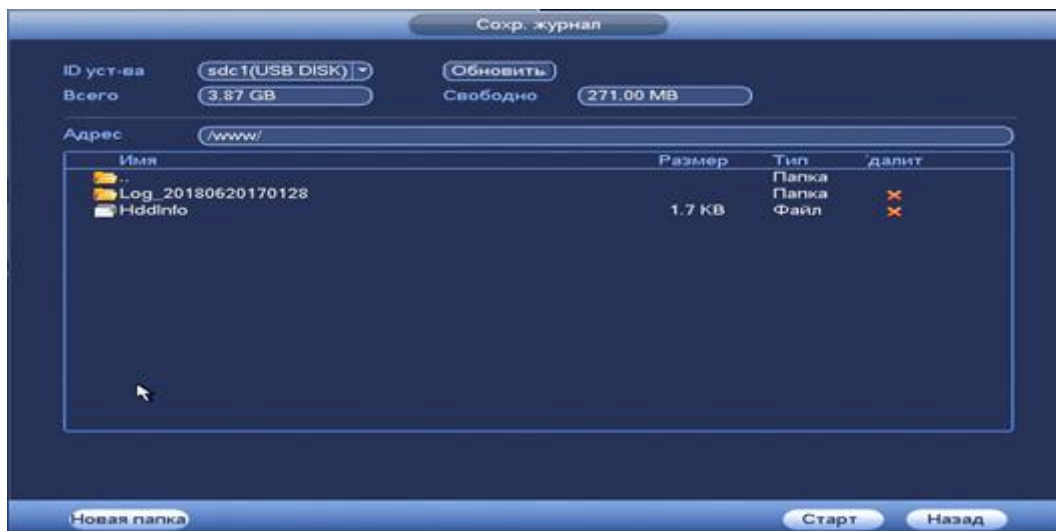 Сохр. журнал
ID уст-ва sdc1(USB DISK) Обновить
Всего 3.87 GB Свободно 271.00 MB
Адрес /www/
Имя Размер Тип далит
.. Папка
Log_20180620170128 Папка
HddInfo 1.7 KB Файл
Новая папка Старт Назад